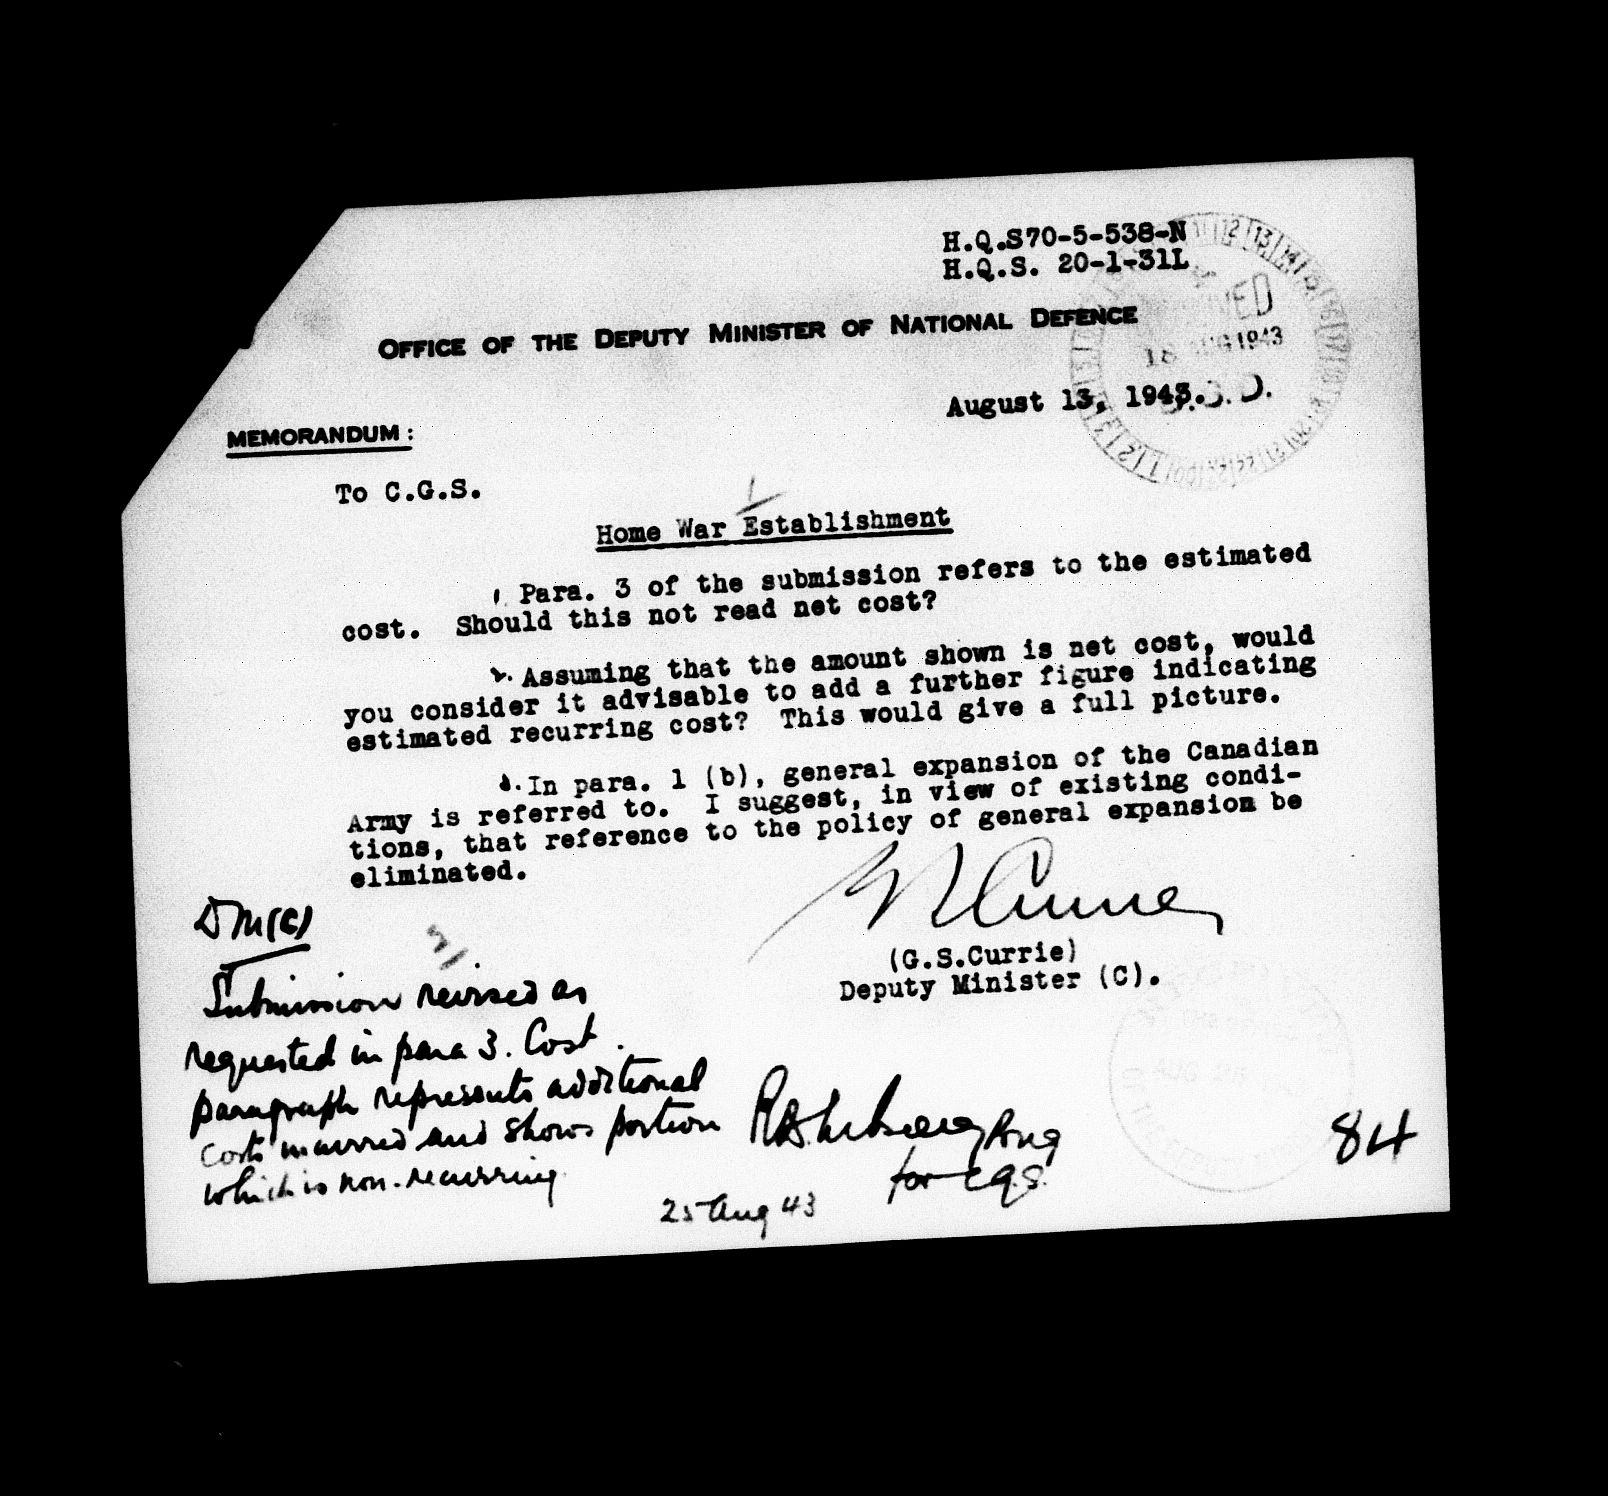 H.Q.S70-5-538-N
H.Q.S. 20-1-31L
OFFICE OF THE DEPUTY MINISTER OF NATIONAL DEFENCE
AUG 1943
August 13, 1943.
MEMORANDUM:
To C.G.S.
Home War Establishment
1. Para. 3 of the submission refers to the estimated
cost. Should this not read net cost?
2. Assuming that the amount shown is net cost, would
you consider it advisable to add a further figure indicating
estimated recurring cost? This would give a full picture.
3. In para. 1 (b), general expansion of the Canadian
Army is referred to. I suggest, in view of existing condi-
tions, that reference to the policy of general expansion be
eliminated.
(G.S.Currie)
Deputy Minister (C).
DM(C)
Submission revised as
requested in para 3. Cost
paragraph represents additional
costs incurred and shows portion
which is non-recurring
for CGS.
25 Aug 43
84